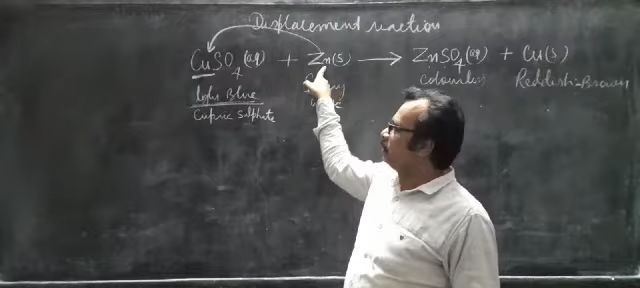 Displacement reaction
CuSO4(aq) + Zn(s) → ZnSO4(aq) + Cu(s)
light Blue Colourless Reddish-Brown
Cupric Sulphate